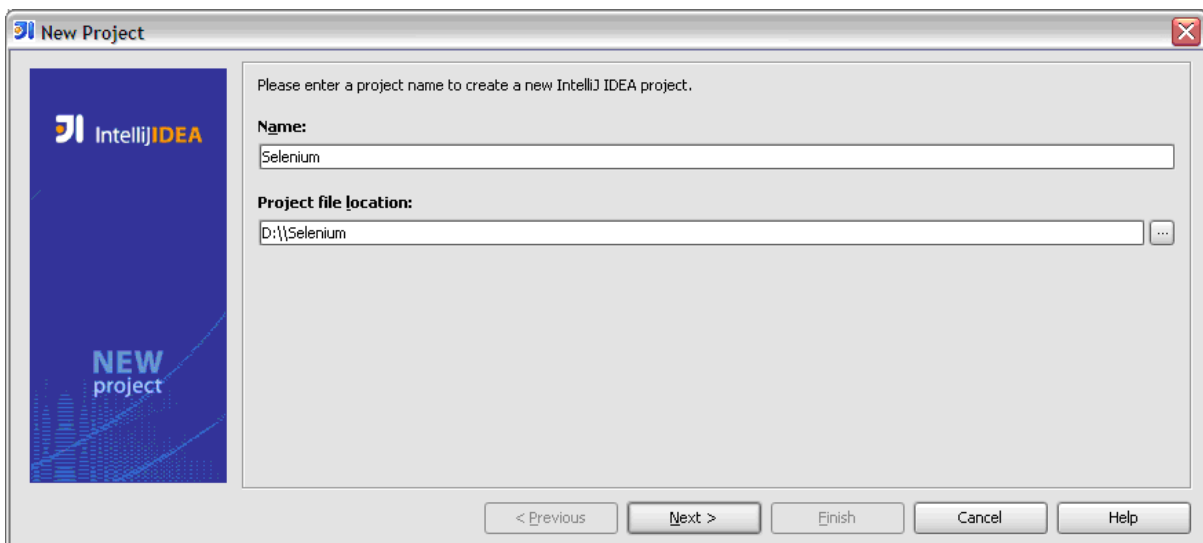 New Project
Please enter a project name to create a new IntelliJ IDEA project.
IntelliJIDEA
Name:
Selenium
Project file location:
D:\\Selenium
...
NEW
project
< Previous
Next >
Finish
Cancel
Help